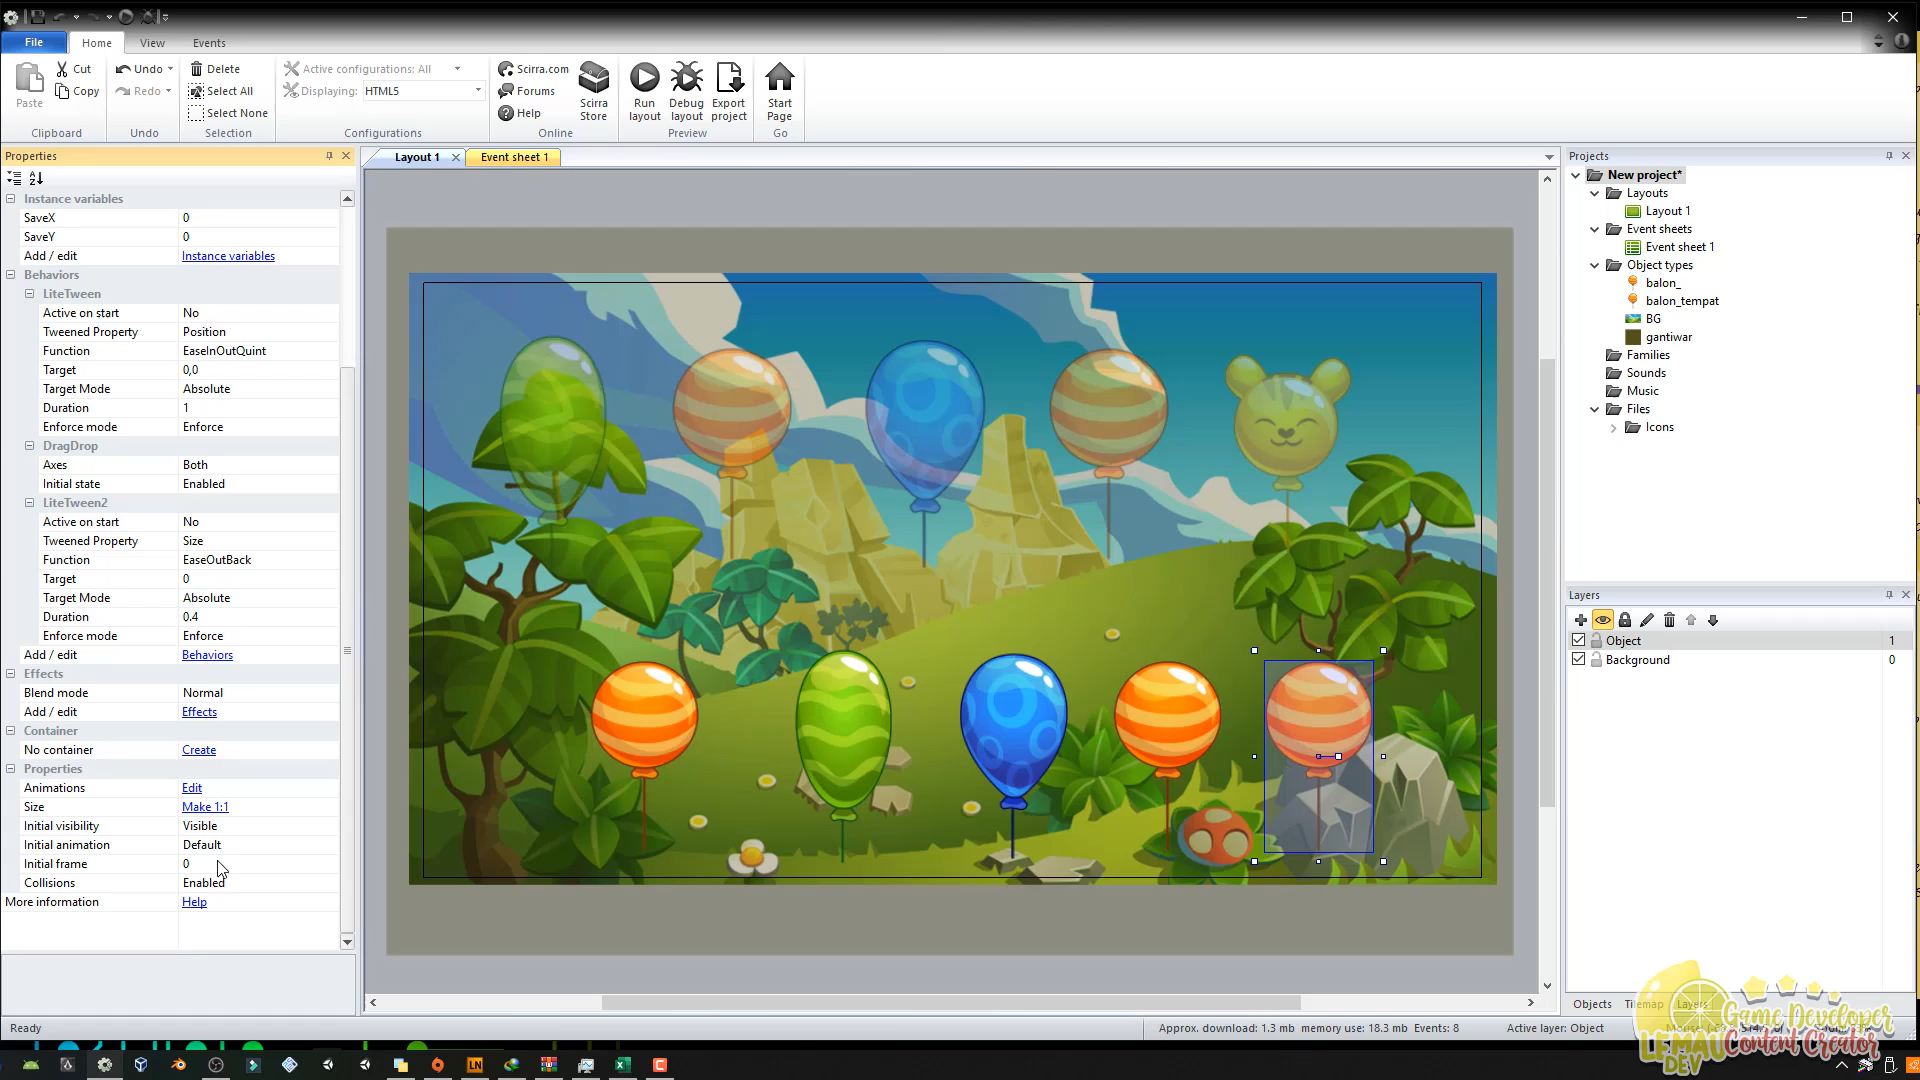 File Home View Events
Paste Cut Copy Clipboard
Undo Redo Undo
Delete Select All Select None Selection
Active configurations: All
Displaying: HTML5
Configurations
Scirra.com Forums Help Scirra Store Online
Run layout Debug layout Export project Preview
Start Page Go
Properties
Instance variables
SaveX 0
SaveY 0
Add / edit Instance variables
Behaviors
LiteTween
Active on start No
Tweened Property Position
Function EaseInOutQuint
Target 0,0
Target Mode Absolute
Duration 1
Enforce mode Enforce
DragDrop
Axes Both
Initial state Enabled
LiteTween2
Active on start No
Tweened Property Size
Function EaseOutBack
Target 0
Target Mode Absolute
Duration 0.4
Enforce mode Enforce
Add / edit Behaviors
Effects
Blend mode Normal
Add / edit Effects
Container
No container Create
Properties
Animations Edit
Size Make 1:1
Initial visibility Visible
Initial animation Default
Initial frame 0
Collisions Enabled
More information Help
Layout 1 Event sheet 1
Projects
New project*
Layouts
Layout 1
Event sheets
Event sheet 1
Object types
balon_
balon_tempat
BG
gantiwar
Families
Sounds
Music
Files
Icons
Layers
Object 1
Background 0
Objects Tilemap Layers
Ready Approx. download: 1.3 mb memory use: 18.3 mb Events: 8 Active layer: Object
Game Developer
Content Creator
DEV
LN